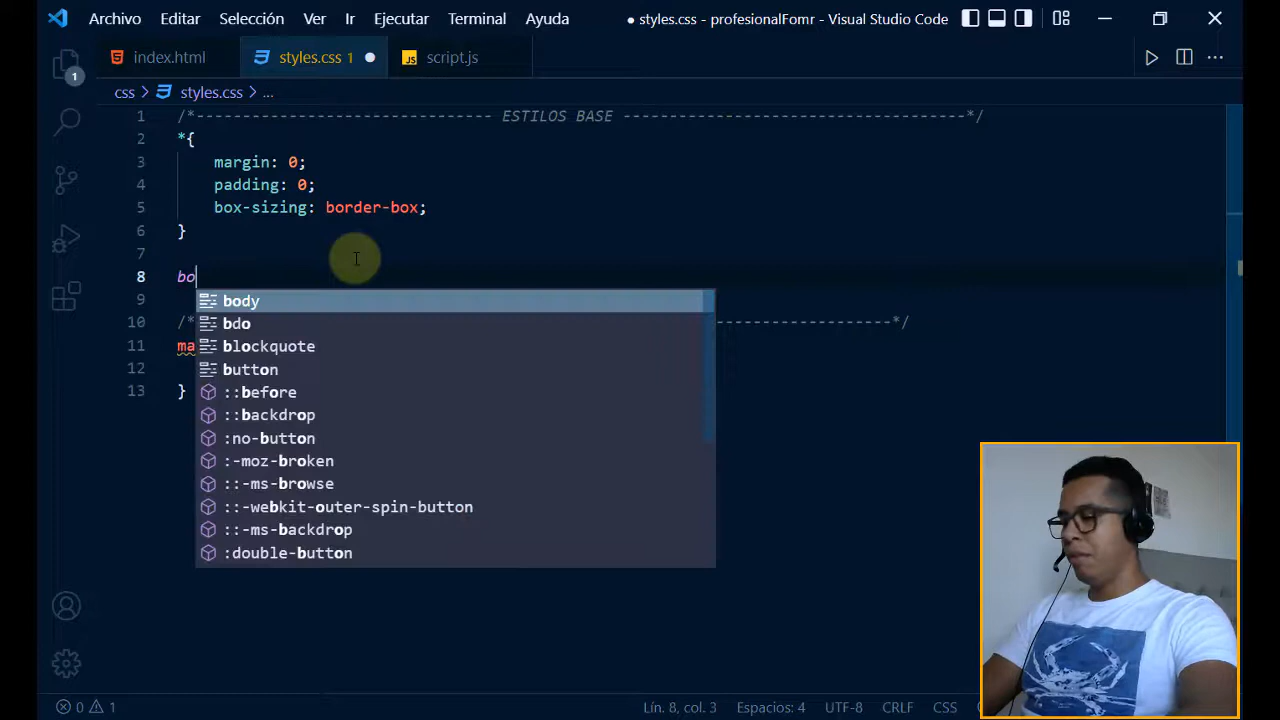 Archivo Editar Selección Ver Ir Ejecutar Terminal Ayuda ● styles.css - profesionalFomr - Visual Studio Code
index.html styles.css 1 JS script.js
1
css > styles.css > ...
1 /*-------------------------------- ESTILOS BASE -------------------------------------*/
2 *{
3 margin: 0;
4 padding: 0;
5 box-sizing: border-box;
6 }
7
8 bo
9 body
bdo
10 /* -------------------*/
11 ma blockquote
12 button
13 } ::before
::backdrop
:no-button
:-moz-broken
::-ms-browse
::-webkit-outer-spin-button
::-ms-backdrop
:double-button
0 1 Lín. 8, col. 3 Espacios: 4 UTF-8 CRLF CSS